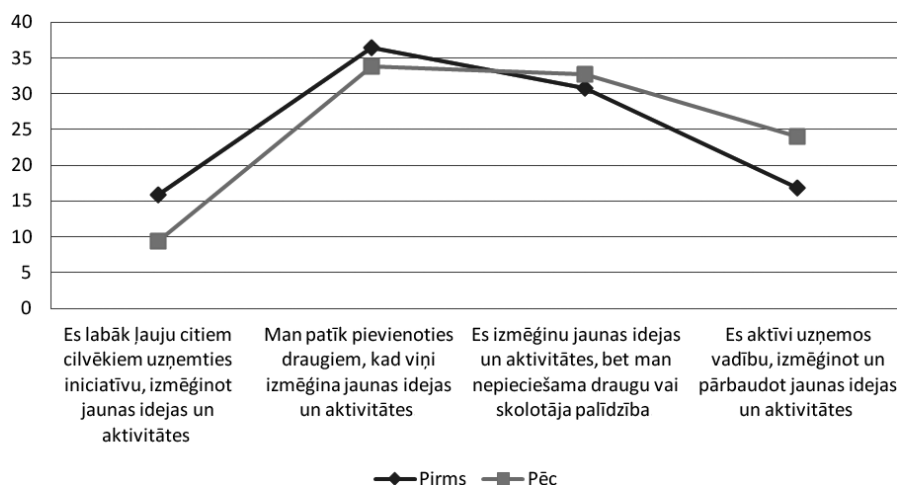 40
35
30
25
20
15
10
5
0
Es labāk ļauju citiem
cilvēkiem uzņemties
iniciatīvu, izmēģinot
jaunas idejas un
aktivitātes
Man patīk pievienoties
draugiem, kad viņi
izmēģina jaunas idejas
un aktivitātes
Es izmēģinu jaunas idejas
un aktivitātes, bet man
nepieciešama draugu vai
skolotāja palīdzība
Es aktīvi uzņemos
vadību, izmēģinot un
pārbaudot jaunas idejas
un aktivitātes
Pirms Pēc